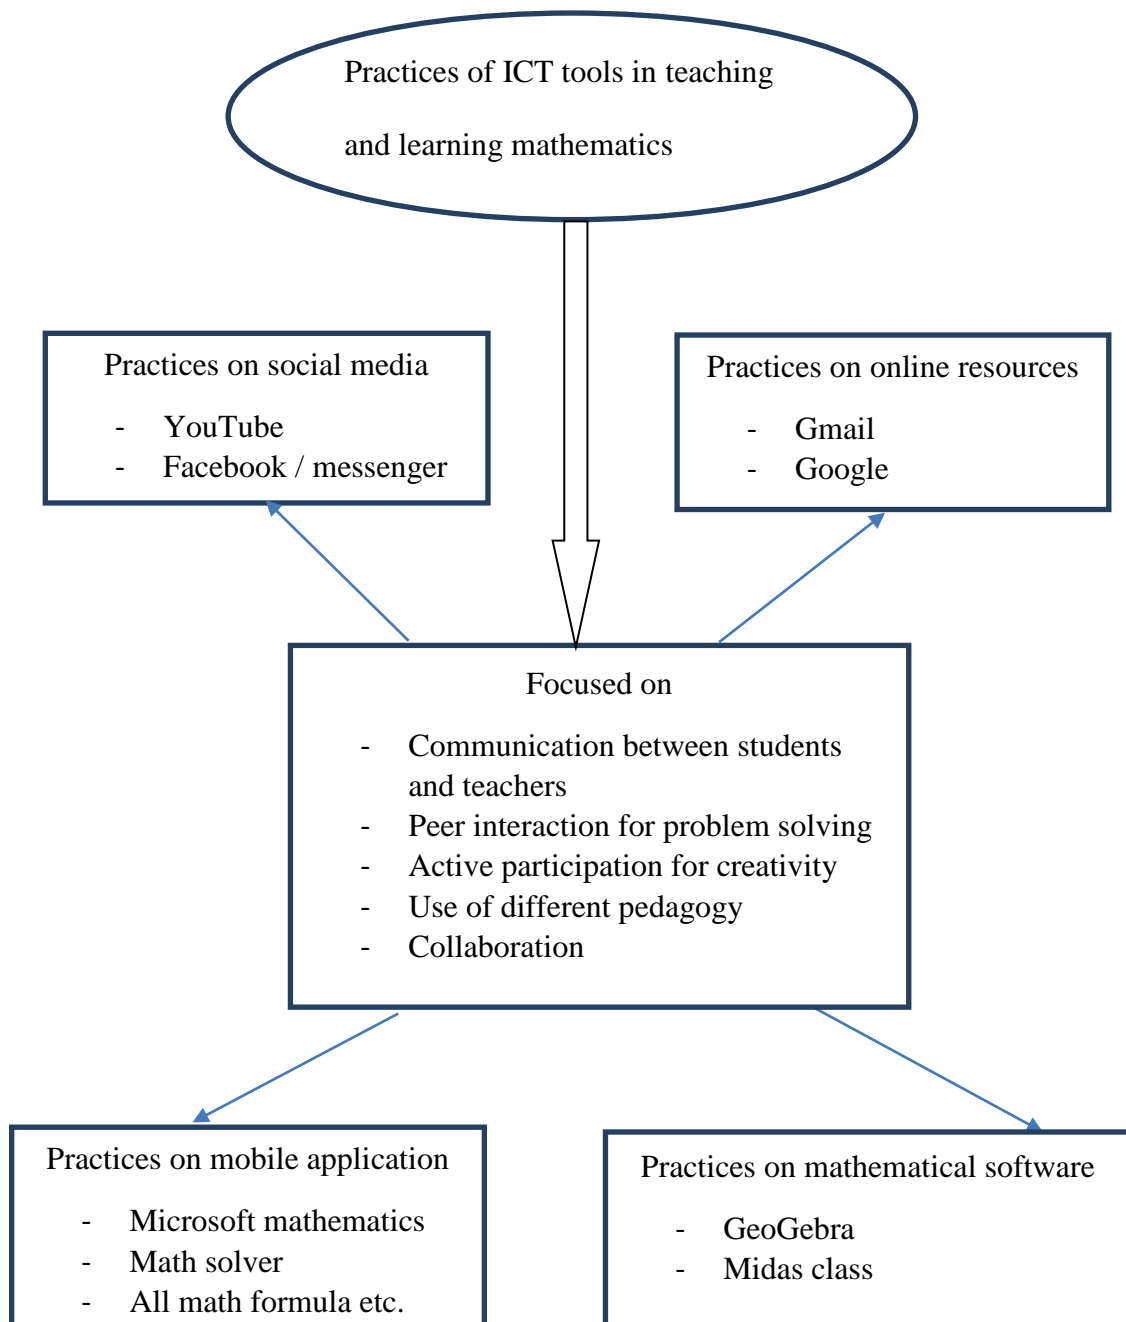 Practices of ICT tools in teaching
and learning mathematics
Practices on social media
- YouTube
- Facebook / messenger
Practices on online resources
- Gmail
- Google
Focused on
- Communication between students
and teachers
- Peer interaction for problem solving
- Active participation for creativity
- Use of different pedagogy
- Collaboration
Practices on mobile application
- Microsoft mathematics
- Math solver
- All math formula etc.
Practices on mathematical software
- GeoGebra
- Midas class